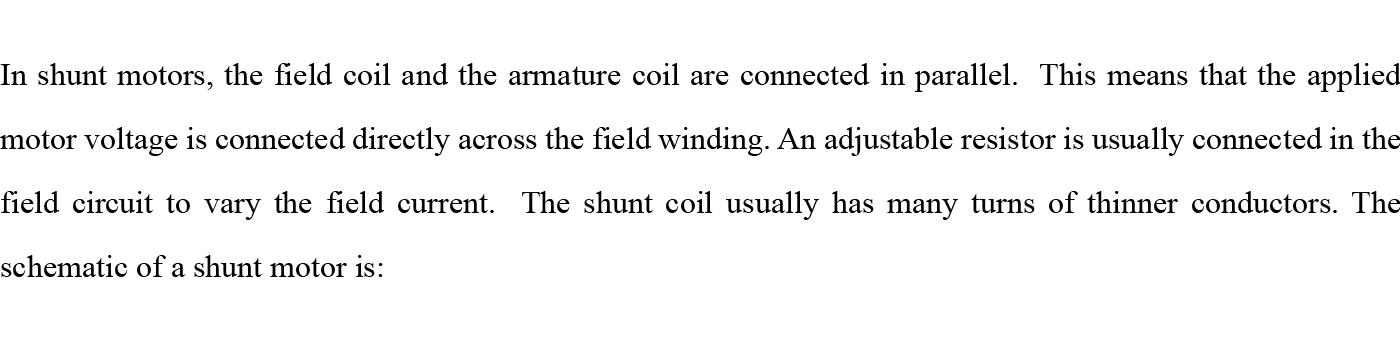 In shunt motors, the field coil and the armature coil are connected in parallel.  This means that the applied
motor voltage is connected directly across the field winding. An adjustable resistor is usually connected in the
field circuit to vary the field current.  The shunt coil usually has many turns of thinner conductors. The
schematic of a shunt motor is: